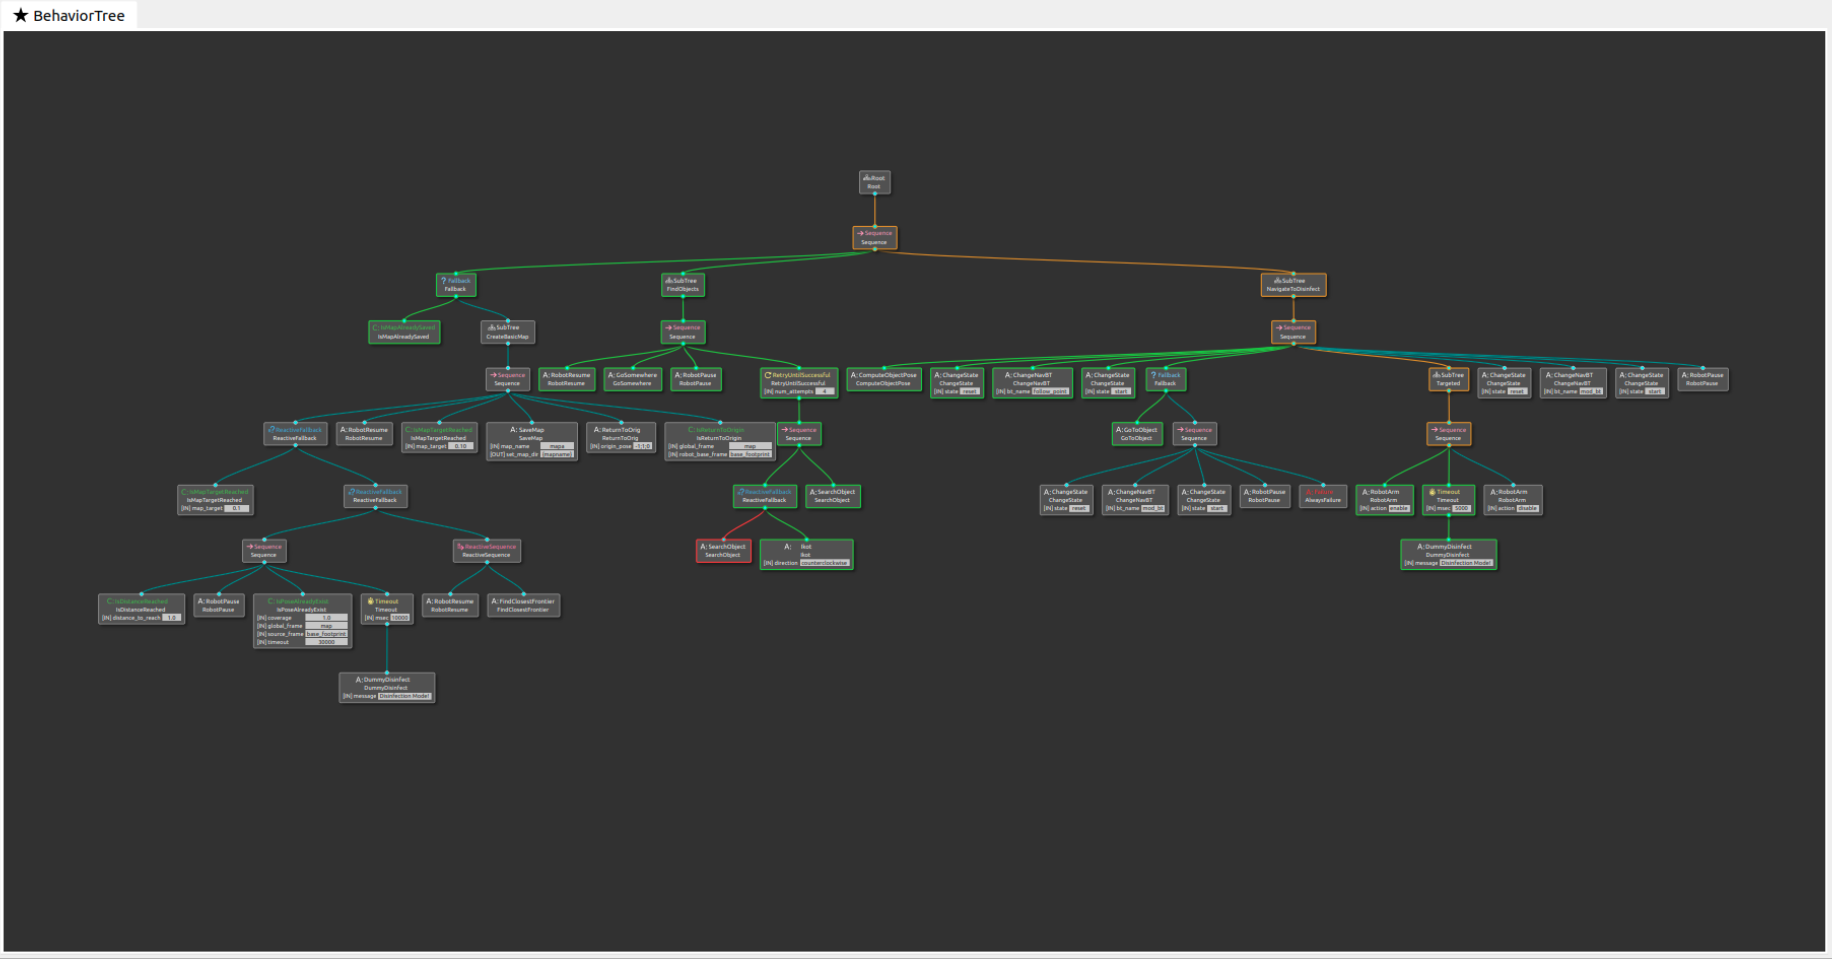 ★ BehaviorTree
Root
Root
→ Sequence
Sequence
? Fallback
Fallback
SubTree
FindObjects
SubTree
NavigateToDisinfect
C: IsMapAlreadySaved
IsMapAlreadySaved
SubTree
CreateBasicMap
→ Sequence
Sequence
→ Sequence
Sequence
→ Sequence
Sequence
A: RobotResume
RobotResume
A: GoSomewhere
GoSomewhere
A: RobotPause
RobotPause
RetryUntilSuccessful
RetryUntilSuccessful
[IN] num_attempts 4
A: ComputeObjectPose
ComputeObjectPose
A: ChangeState
ChangeState
[IN] state reset
A: ChangeNavBT
ChangeNavBT
[IN] bt_name follow_point
A: ChangeState
ChangeState
[IN] state start
? Fallback
Fallback
SubTree
Targeted
A: ChangeState
ChangeState
[IN] state reset
A: ChangeNavBT
ChangeNavBT
[IN] bt_name mod_bt
A: ChangeState
ChangeState
[IN] state start
A: RobotPause
RobotPause
ReactiveFallback
ReactiveFallback
A: RobotResume
RobotResume
C: IsMapTargetReached
IsMapTargetReached
[IN] map_target 0.10
A: SaveMap
SaveMap
[IN] map_name mapa
[OUT] set_map_dir {mapname}
A: ReturnToOrig
ReturnToOrig
[IN] origin_pose -1;1;0
C: IsReturnToOrigin
IsReturnToOrigin
[IN] global_frame map
[IN] robot_base_frame base_footprint
→ Sequence
Sequence
A: GoToObject
GoToObject
→ Sequence
Sequence
→ Sequence
Sequence
C: IsMapTargetReached
IsMapTargetReached
[IN] map_target 0.1
ReactiveFallback
ReactiveFallback
ReactiveFallback
ReactiveFallback
A: SearchObject
SearchObject
A: ChangeState
ChangeState
[IN] state reset
A: ChangeNavBT
ChangeNavBT
[IN] bt_name mod_bt
A: ChangeState
ChangeState
[IN] state start
A: RobotPause
RobotPause
AlwaysFailure
A: RobotArm
RobotArm
[IN] action enable
Timeout
Timeout
[IN] msec 5000
A: RobotArm
RobotArm
[IN] action disable
→ Sequence
Sequence
ReactiveSequence
ReactiveSequence
A: SearchObject
SearchObject
A: Rot
Rot
[IN] direction counterclockwise
A: DummyDisinfect
DummyDisinfect
[IN] message Disinfection Mode!
C: IsDistanceReached
IsDistanceReached
[IN] distance_to_reach 1.0
A: RobotPause
RobotPause
C: IsPoseAlreadyExist
IsPoseAlreadyExist
[IN] coverage 1.0
[IN] global_frame map
[IN] source_frame base_footprint
[IN] timeout 30000
Timeout
Timeout
[IN] msec 10000
A: RobotResume
RobotResume
A: FindClosestFrontier
FindClosestFrontier
A: DummyDisinfect
DummyDisinfect
[IN] message Disinfection Mode!